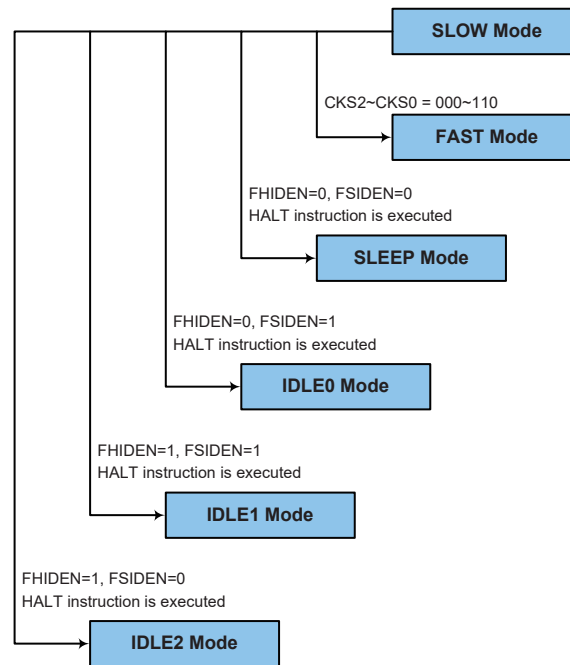 SLOW Mode
CKS2~CKS0 = 000~110
FAST Mode
FHIDEN=0, FSIDEN=0
HALT instruction is executed
SLEEP Mode
FHIDEN=0, FSIDEN=1
HALT instruction is executed
IDLE0 Mode
FHIDEN=1, FSIDEN=1
HALT instruction is executed
IDLE1 Mode
FHIDEN=1, FSIDEN=0
HALT instruction is executed
IDLE2 Mode